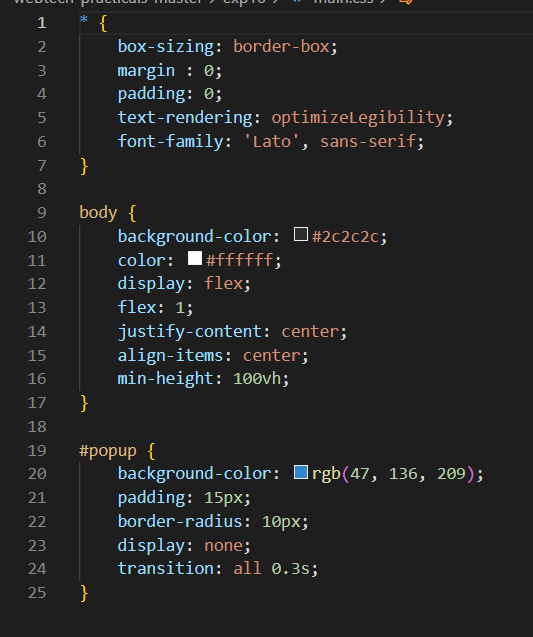 webtech-practicals-master > exp10 > main.css >
1 * {
2 box-sizing: border-box;
3 margin : 0;
4 padding: 0;
5 text-rendering: optimizeLegibility;
6 font-family: 'Lato', sans-serif;
7 }
8
9 body {
10 background-color: #2c2c2c;
11 color: #ffffff;
12 display: flex;
13 flex: 1;
14 justify-content: center;
15 align-items: center;
16 min-height: 100vh;
17 }
18
19 #popup {
20 background-color: rgb(47, 136, 209);
21 padding: 15px;
22 border-radius: 10px;
23 display: none;
24 transition: all 0.3s;
25 }